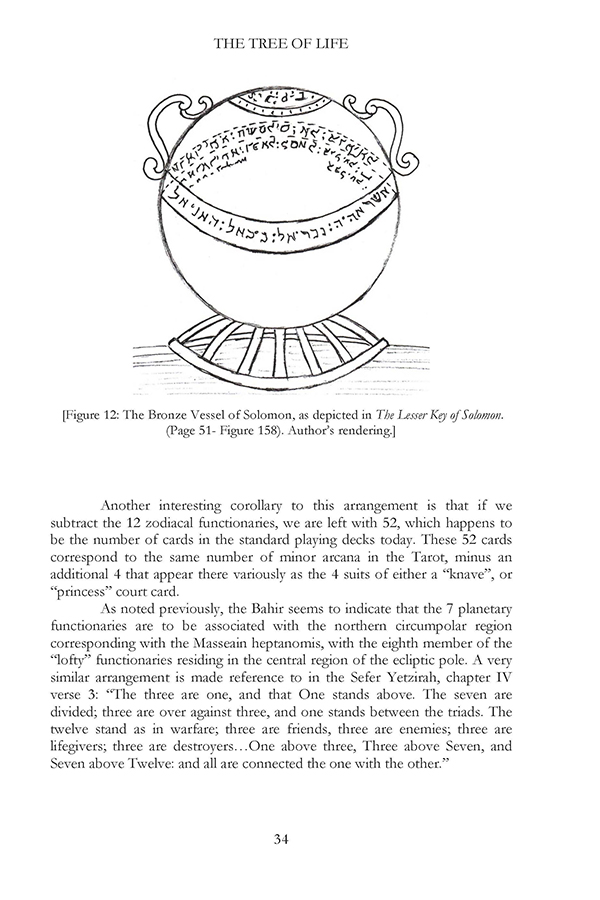 THE TREE OF LIFE
אשר אהיה: גבריאל: מיכאל: האניאל
[Figure 12: The Bronze Vessel of Solomon, as depicted in The Lesser Key of Solomon.
(Page 51- Figure 158). Author's rendering.]
Another interesting corollary to this arrangement is that if we
subtract the 12 zodiacal functionaries, we are left with 52, which happens to
be the number of cards in the standard playing decks today. These 52 cards
correspond to the same number of minor arcana in the Tarot, minus an
additional 4 that appear there variously as the 4 suits of either a “knave”, or
“princess” court card.
As noted previously, the Bahir seems to indicate that the 7 planetary
functionaries are to be associated with the northern circumpolar region
corresponding with the Masseain heptanomis, with the eighth member of the
“lofty” functionaries residing in the central region of the ecliptic pole. A very
similar arrangement is made reference to in the Sefer Yetzirah, chapter IV
verse 3: “The three are one, and that One stands above. The seven are
divided; three are over against three, and one stands between the triads. The
twelve stand as in warfare; three are friends, three are enemies; three are
lifegivers; three are destroyers…One above three, Three above Seven, and
Seven above Twelve: and all are connected the one with the other.”
34